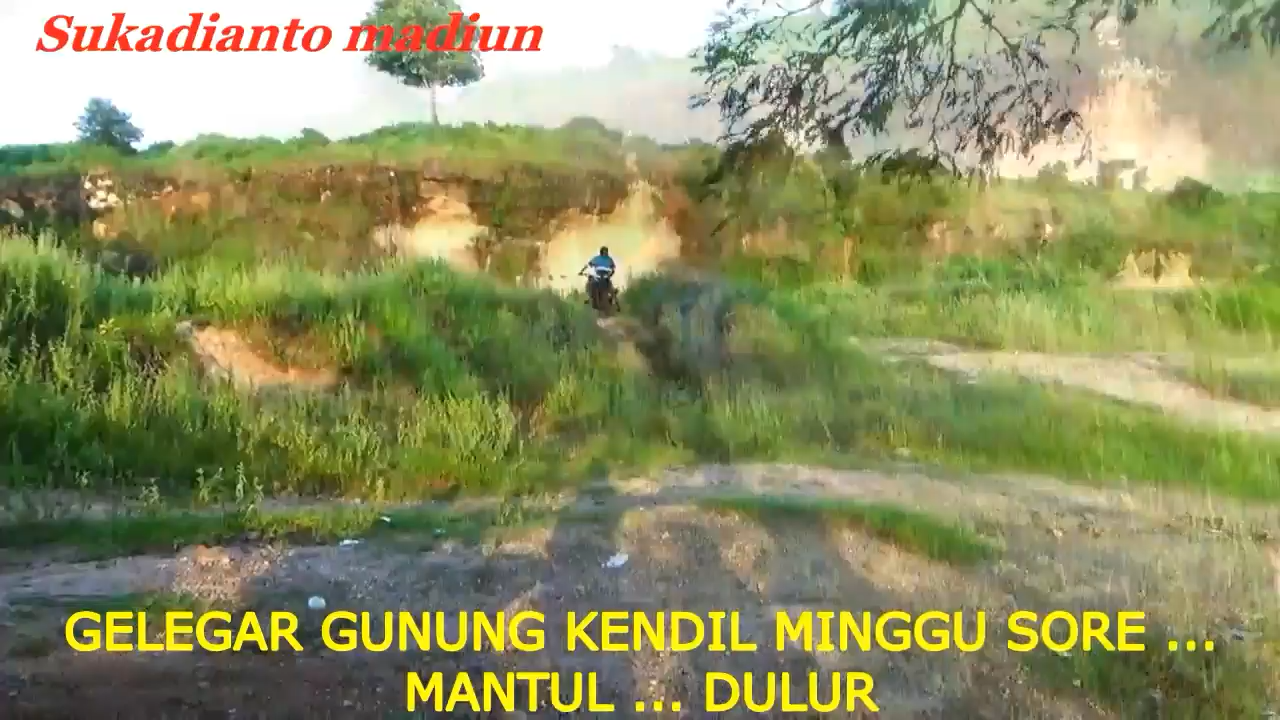 Sukadianto madiun
GELEGAR GUNUNG KENDIL MINGGU SORE ...
MANTUL ... DULUR